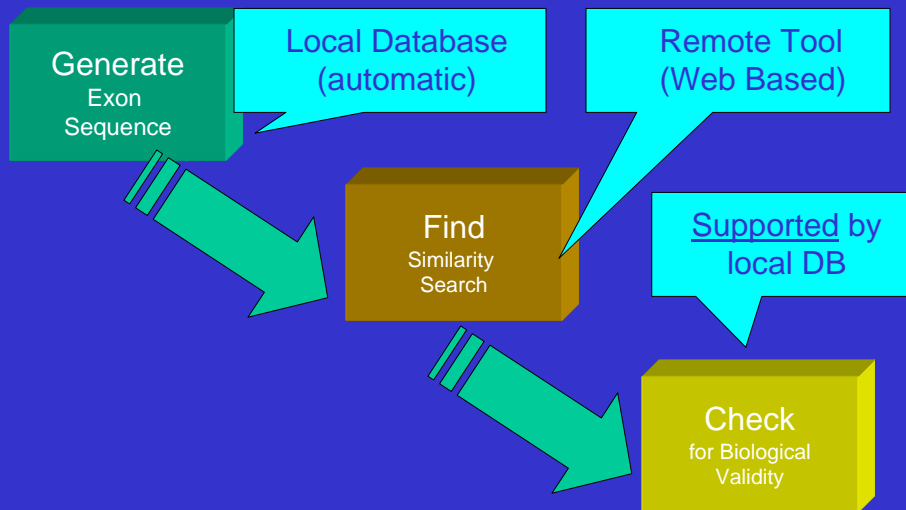 Generate
Exon
Sequence
Local Database
(automatic)
Remote Tool
(Web Based)
Find
Similarity
Search
Supported by
local DB
Check
for Biological
Validity